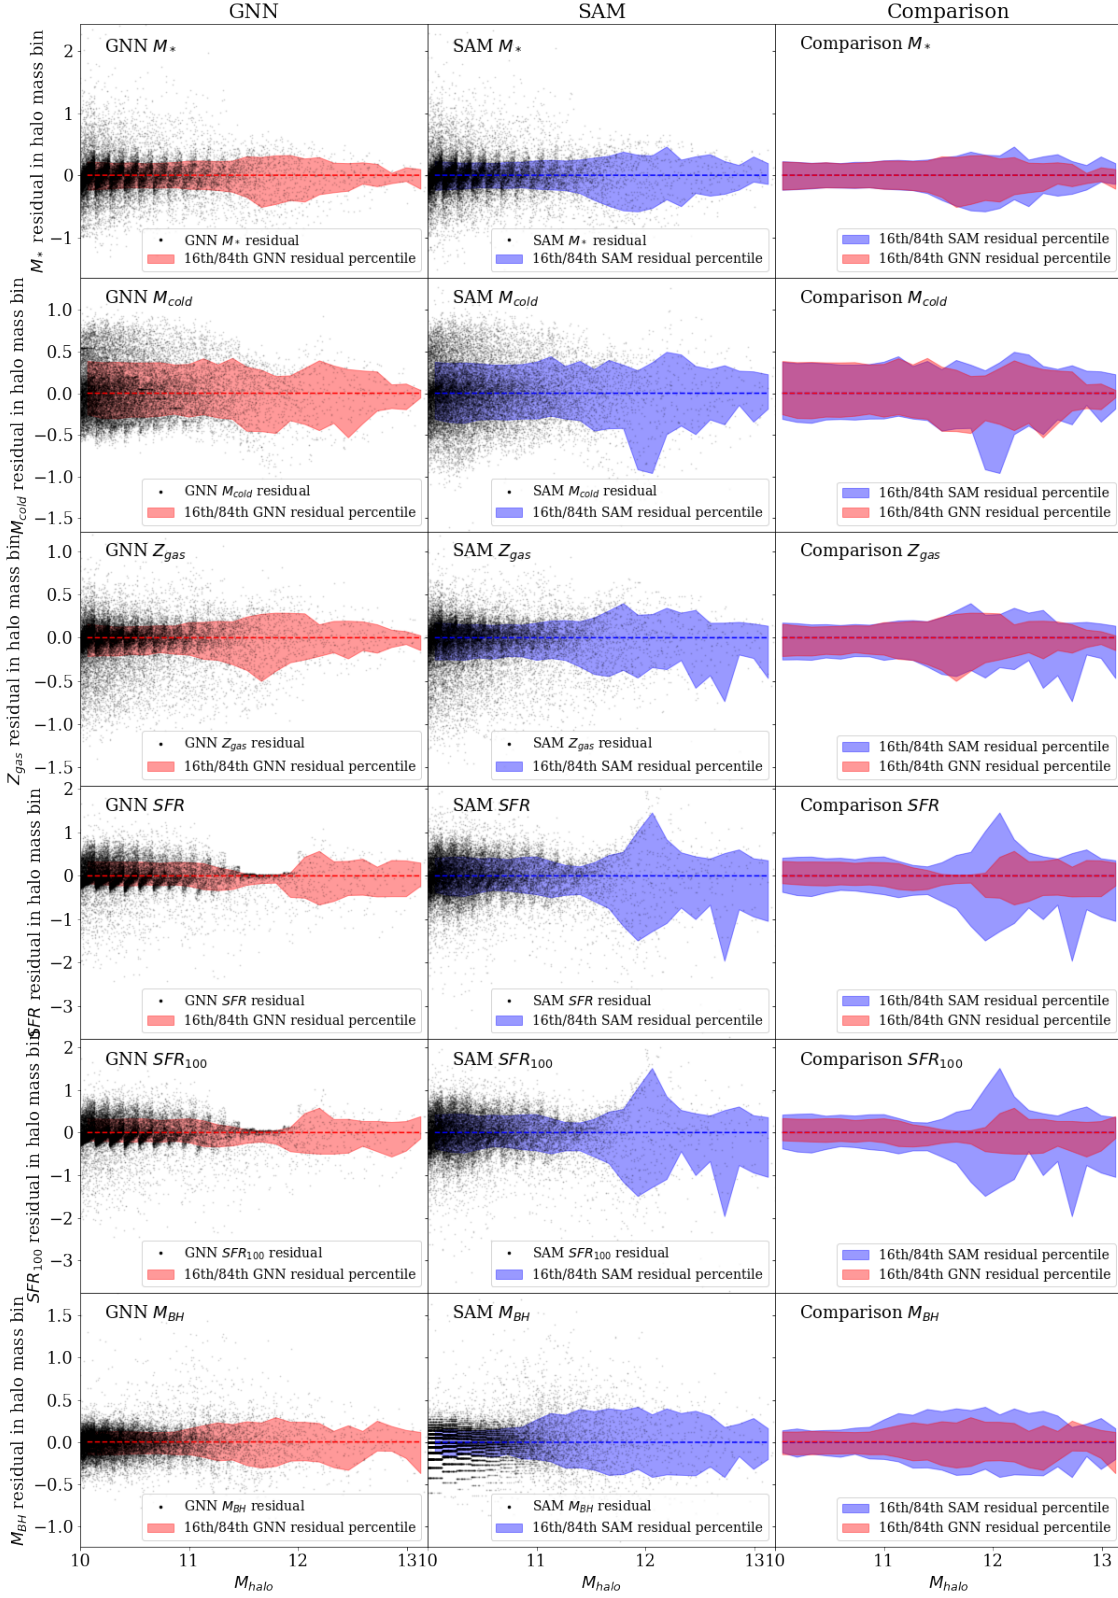 GNN SAM Comparison
M* residual in halo mass bin
2
1
0
−1
GNN M*
GNN M* residual
16th/84th GNN residual percentile
SAM M*
SAM M* residual
16th/84th SAM residual percentile
Comparison M*
16th/84th SAM residual percentile
16th/84th GNN residual percentile
Mcold residual in halo mass bin
1.0
0.5
0.0
−0.5
−1.0
−1.5
GNN Mcold
GNN Mcold residual
16th/84th GNN residual percentile
SAM Mcold
SAM Mcold residual
16th/84th SAM residual percentile
Comparison Mcold
16th/84th SAM residual percentile
16th/84th GNN residual percentile
Zgas residual in halo mass bin
1.0
0.5
0.0
−0.5
−1.0
−1.5
GNN Zgas
GNN Zgas residual
16th/84th GNN residual percentile
SAM Zgas
SAM Zgas residual
16th/84th SAM residual percentile
Comparison Zgas
16th/84th SAM residual percentile
16th/84th GNN residual percentile
SFR residual in halo mass bin
2
1
0
−1
−2
−3
GNN SFR
GNN SFR residual
16th/84th GNN residual percentile
SAM SFR
SAM SFR residual
16th/84th SAM residual percentile
Comparison SFR
16th/84th SAM residual percentile
16th/84th GNN residual percentile
SFR100 residual in halo mass bin
2
1
0
−1
−2
−3
GNN SFR100
GNN SFR100 residual
16th/84th GNN residual percentile
SAM SFR100
SAM SFR100 residual
16th/84th SAM residual percentile
Comparison SFR100
16th/84th SAM residual percentile
16th/84th GNN residual percentile
MBH residual in halo mass bin
1.5
1.0
0.5
0.0
−0.5
−1.0
GNN MBH
GNN MBH residual
16th/84th GNN residual percentile
SAM MBH
SAM MBH residual
16th/84th SAM residual percentile
Comparison MBH
16th/84th SAM residual percentile
16th/84th GNN residual percentile
10 11 12 13 10 11 12 13 10 11 12 13
Mhalo Mhalo Mhalo